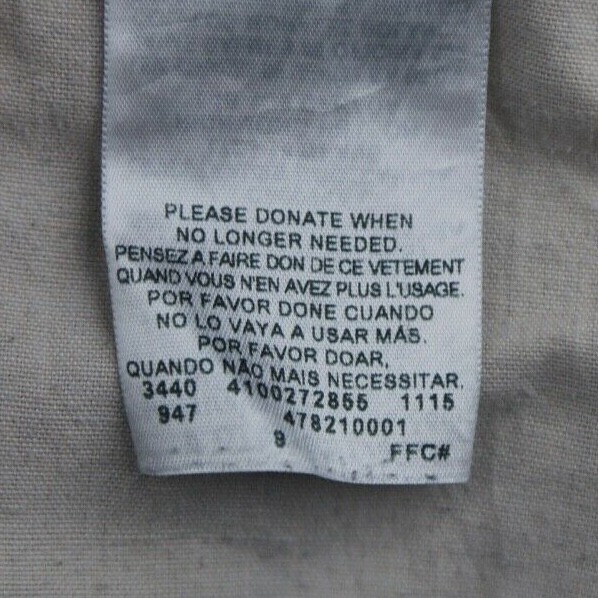 PLEASE DONATE WHEN
NO LONGER NEEDED.
PENSEZ A FAIRE DON DE CE VETEMENT
QUAND VOUS N'EN AVEZ PLUS L'USAGE.
POR FAVOR DONE CUANDO
NO LO VAYA A USAR MÁS.
POR FAVOR DOAR,
QUANDO NÃO MAIS NECESSITAR.
3440 4100272855 1115
947 478210001
9 FFC#